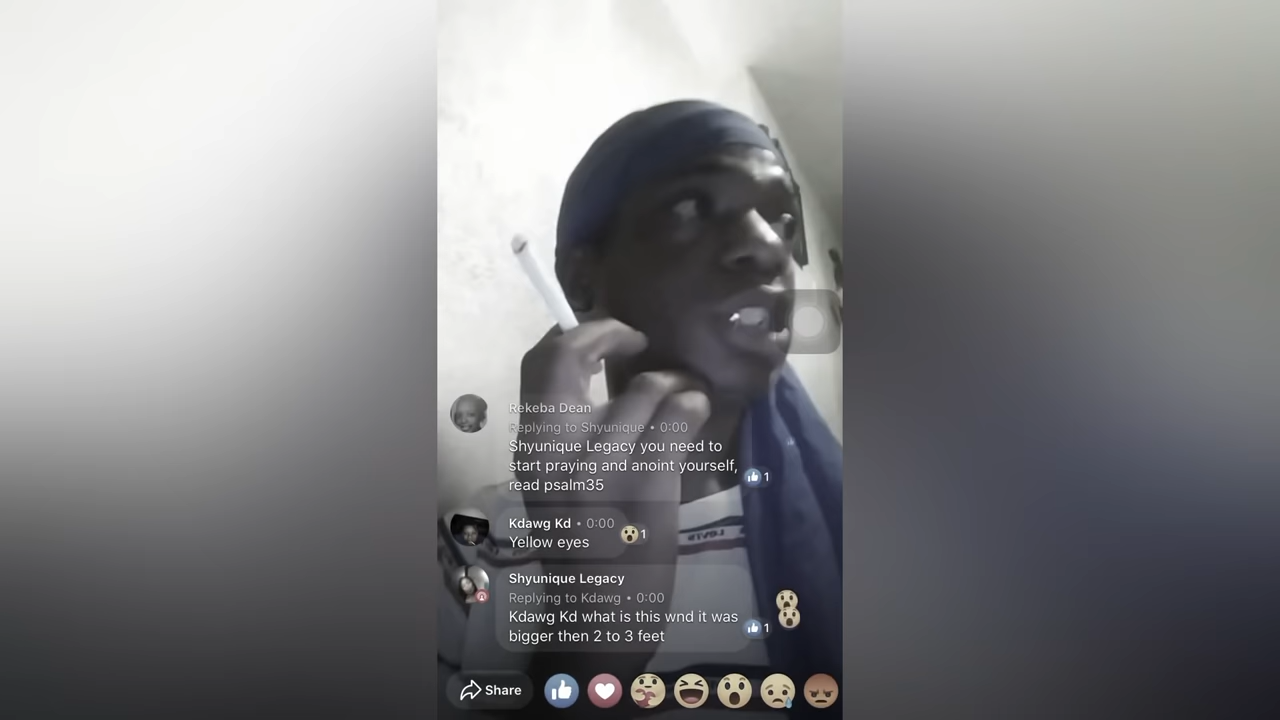 Rekeba Dean
Replying to Shyunique • 0:00
Shyunique Legacy you need to
start praying and anoint yourself,
read psalm35
1
Kdawg Kd • 0:00
Yellow eyes
1
Shyunique Legacy
Replying to Kdawg • 0:00
Kdawg Kd what is this wnd it was
bigger then 2 to 3 feet
1
Share